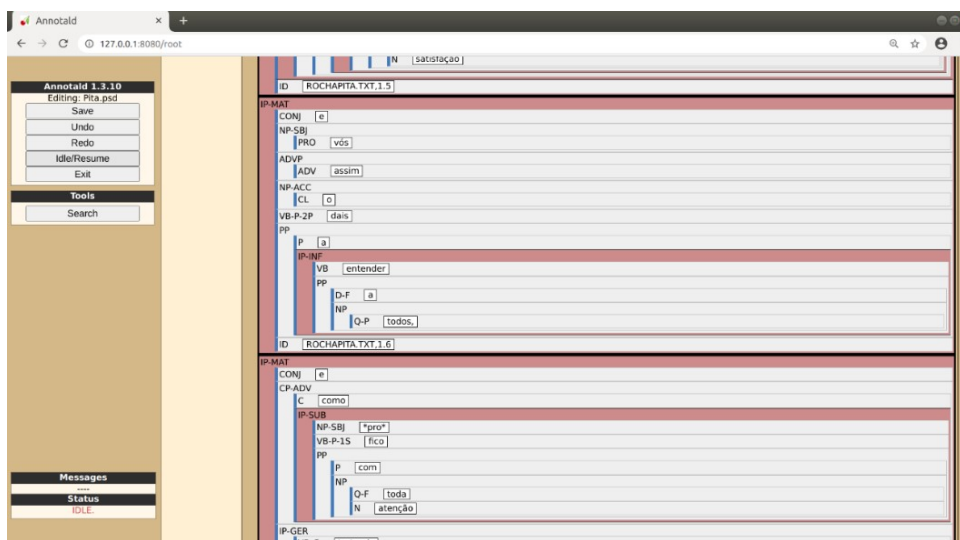 Annotald × +
127.0.0.1:8080/root
Annotald 1.3.10
Editing: Pita.psd
Save
Undo
Redo
Idle/Resume
Exit
Tools
Search
Messages
----
Status
IDLE.
N satisfação
ID ROCHAPITA.TXT,1.5
IP-MAT
CONJ e
NP-SBJ
PRO vós
ADVP
ADV assim
NP-ACC
CL o
VB-P-2P dais
PP
P a
IP-INF
VB entender
PP
D-F a
NP
Q-P todos,
ID ROCHAPITA.TXT,1.6
IP-MAT
CONJ e
CP-ADV
C como
IP-SUB
NP-SBJ *pro*
VB-P-1S fico
PP
P com
NP
Q-F toda
N atenção
IP-GER